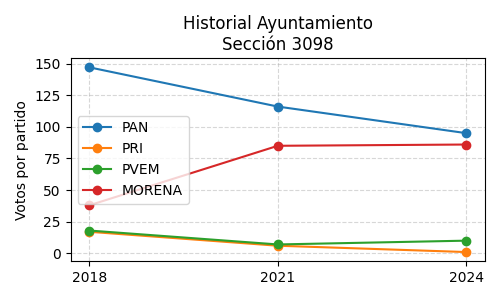 Historial Ayuntamiento
Sección 3098
Votos por partido
150
125
100
75
50
25
0
PAN
PRI
PVEM
MORENA
2018
2021
2024